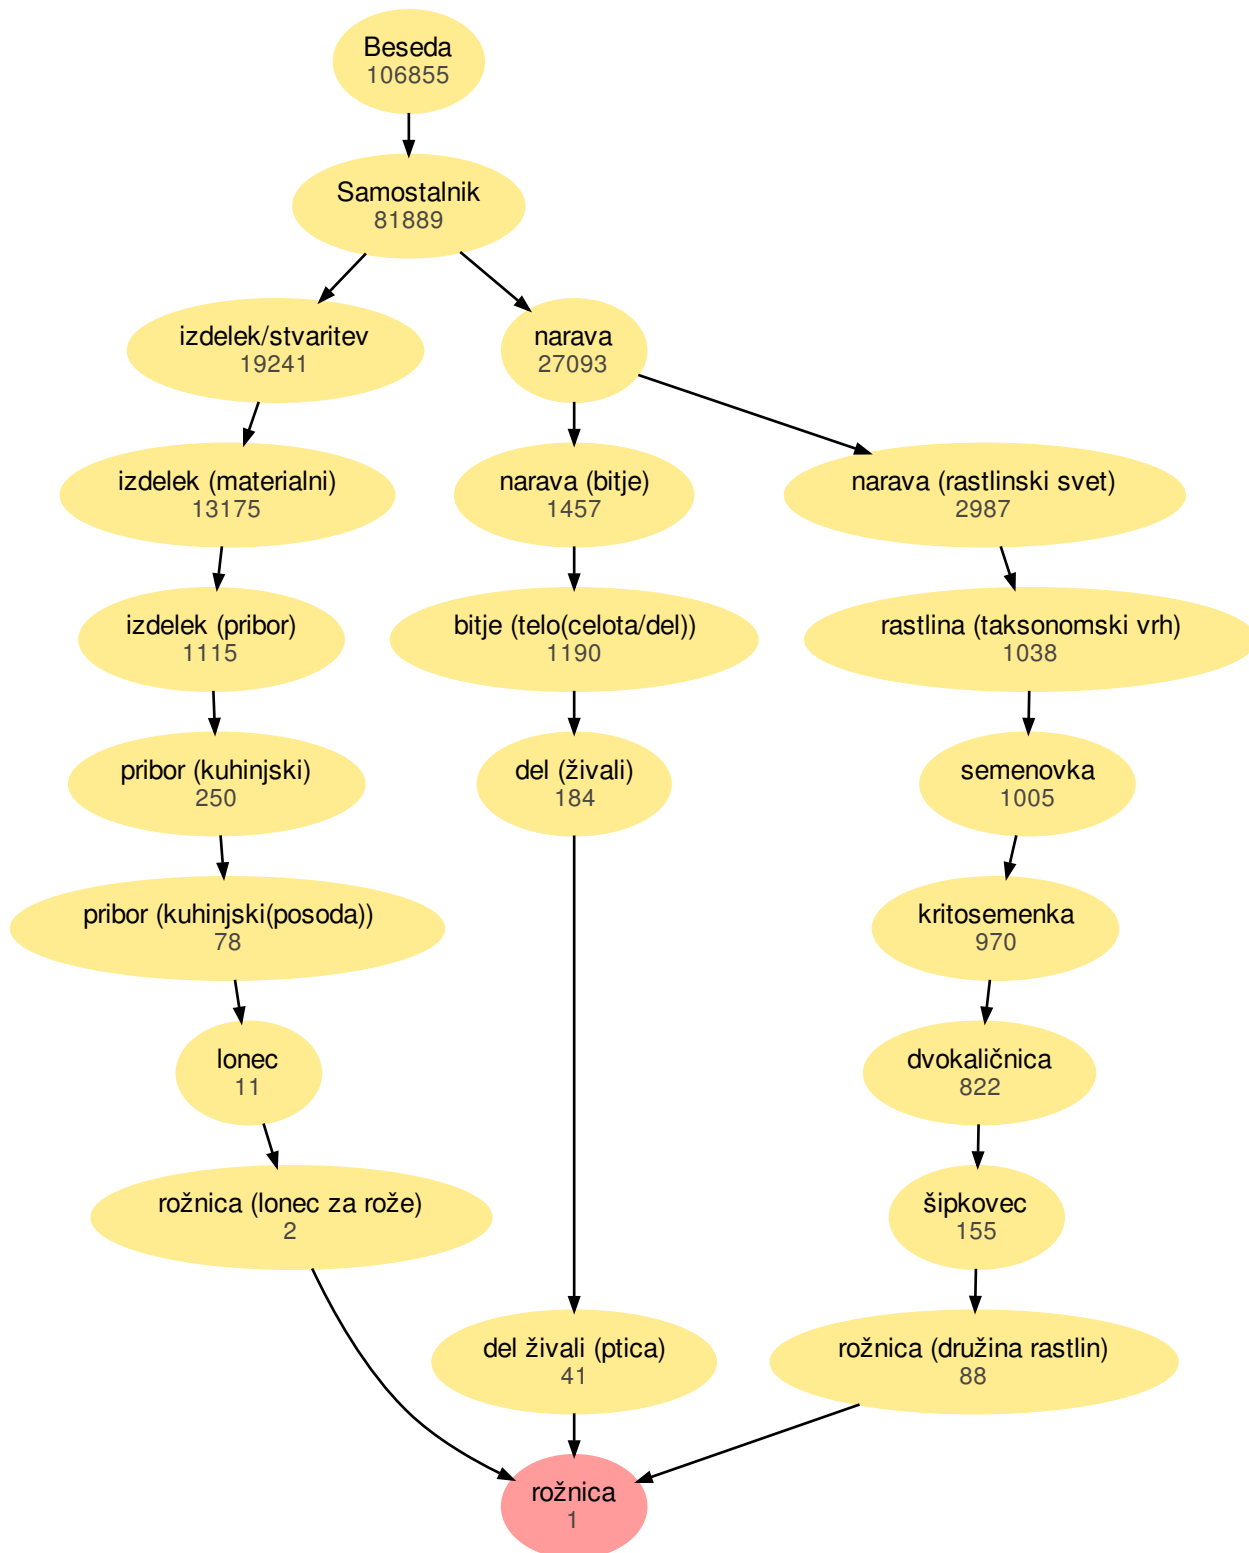 Beseda
106855
Samostalnik
81889
izdelek/stvaritev
19241
narava
27093
izdelek (materialni)
13175
narava (bitje)
1457
narava (rastlinski svet)
2987
izdelek (pribor)
1115
bitje (telo(celota/del))
1190
rastlina (taksonomski vrh)
1038
pribor (kuhinjski)
250
del (živali)
184
semenovka
1005
pribor (kuhinjski(posoda))
78
kritosemenka
970
lonec
11
dvokaličnica
822
rožnica (lonec za rože)
2
šipkovec
155
del živali (ptica)
41
rožnica (družina rastlin)
88
rožnica
1